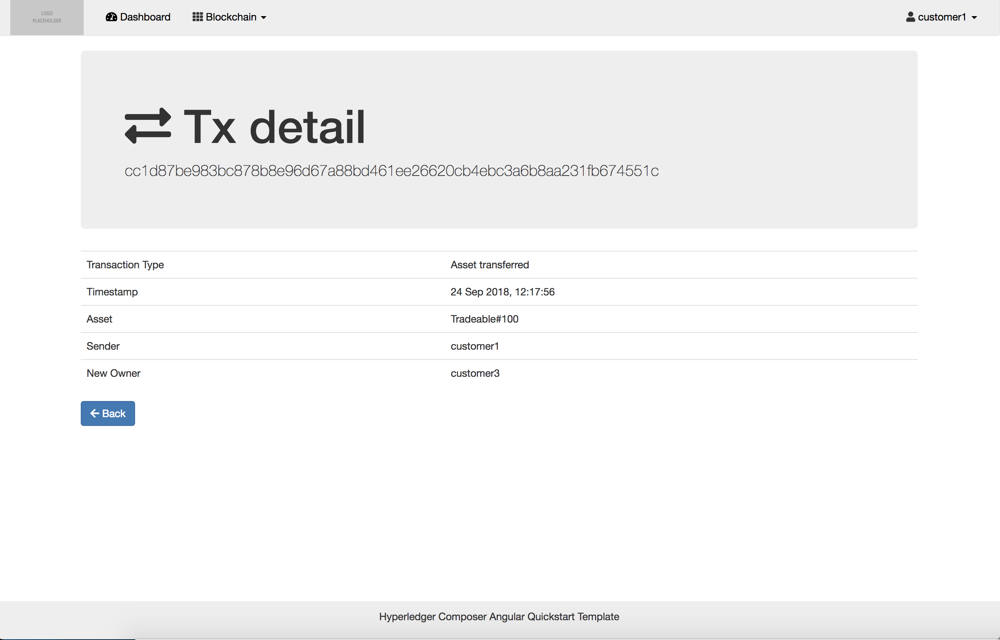 LOGO
PLACEHOLDER
Dashboard
Blockchain
customer1
Tx detail
cc1d87be983bc878b8e96d67a88bd461ee26620cb4ebc3a6b8aa231fb674551c
Transaction Type Asset transferred
Timestamp 24 Sep 2018, 12:17:56
Asset Tradeable#100
Sender customer1
New Owner customer3
Back
Hyperledger Composer Angular Quickstart Template